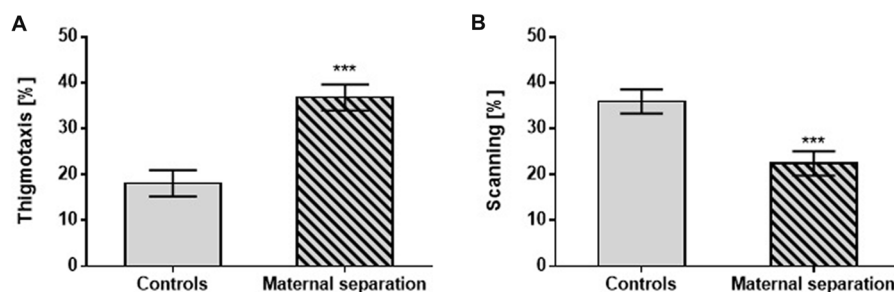 A
Thigmotaxis [%]
50
40
30
20
10
0
***
Controls
Maternal separation
B
Scanning [%]
50
40
30
20
10
0
***
Controls
Maternal separation